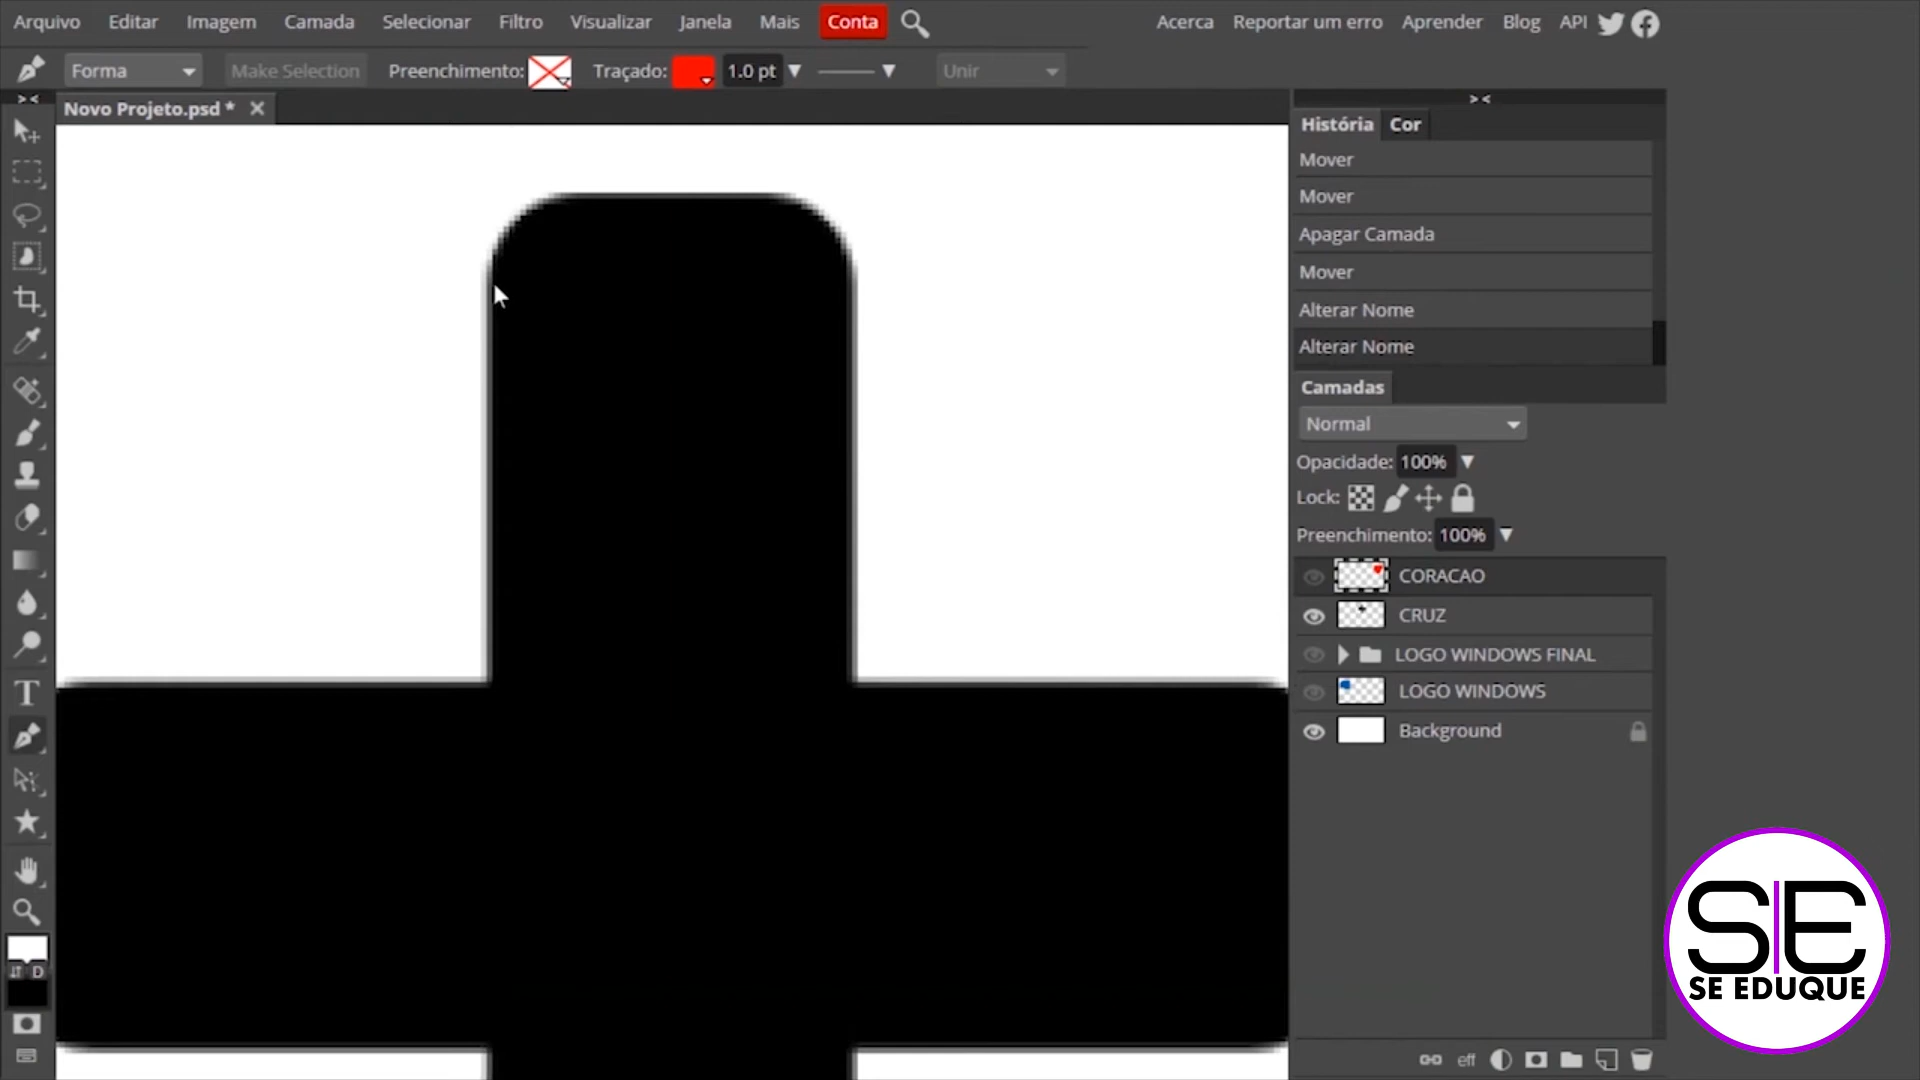 Arquivo Editar Imagem Camada Selecionar Filtro Visualizar Janela Mais Conta Acerca Reportar um erro Aprender Blog API
Forma Make Selection Preenchimento: Traçado: 1.0 pt Unir
> <
Novo Projeto.psd *
> <
História Cor
Mover
Mover
Apagar Camada
Mover
Alterar Nome
Alterar Nome
Camadas
Normal
Opacidade: 100%
Lock:
Preenchimento: 100%
CORACAO
CRUZ
LOGO WINDOWS FINAL
LOGO WINDOWS
Background
D
eff
SE
SE EDUQUE